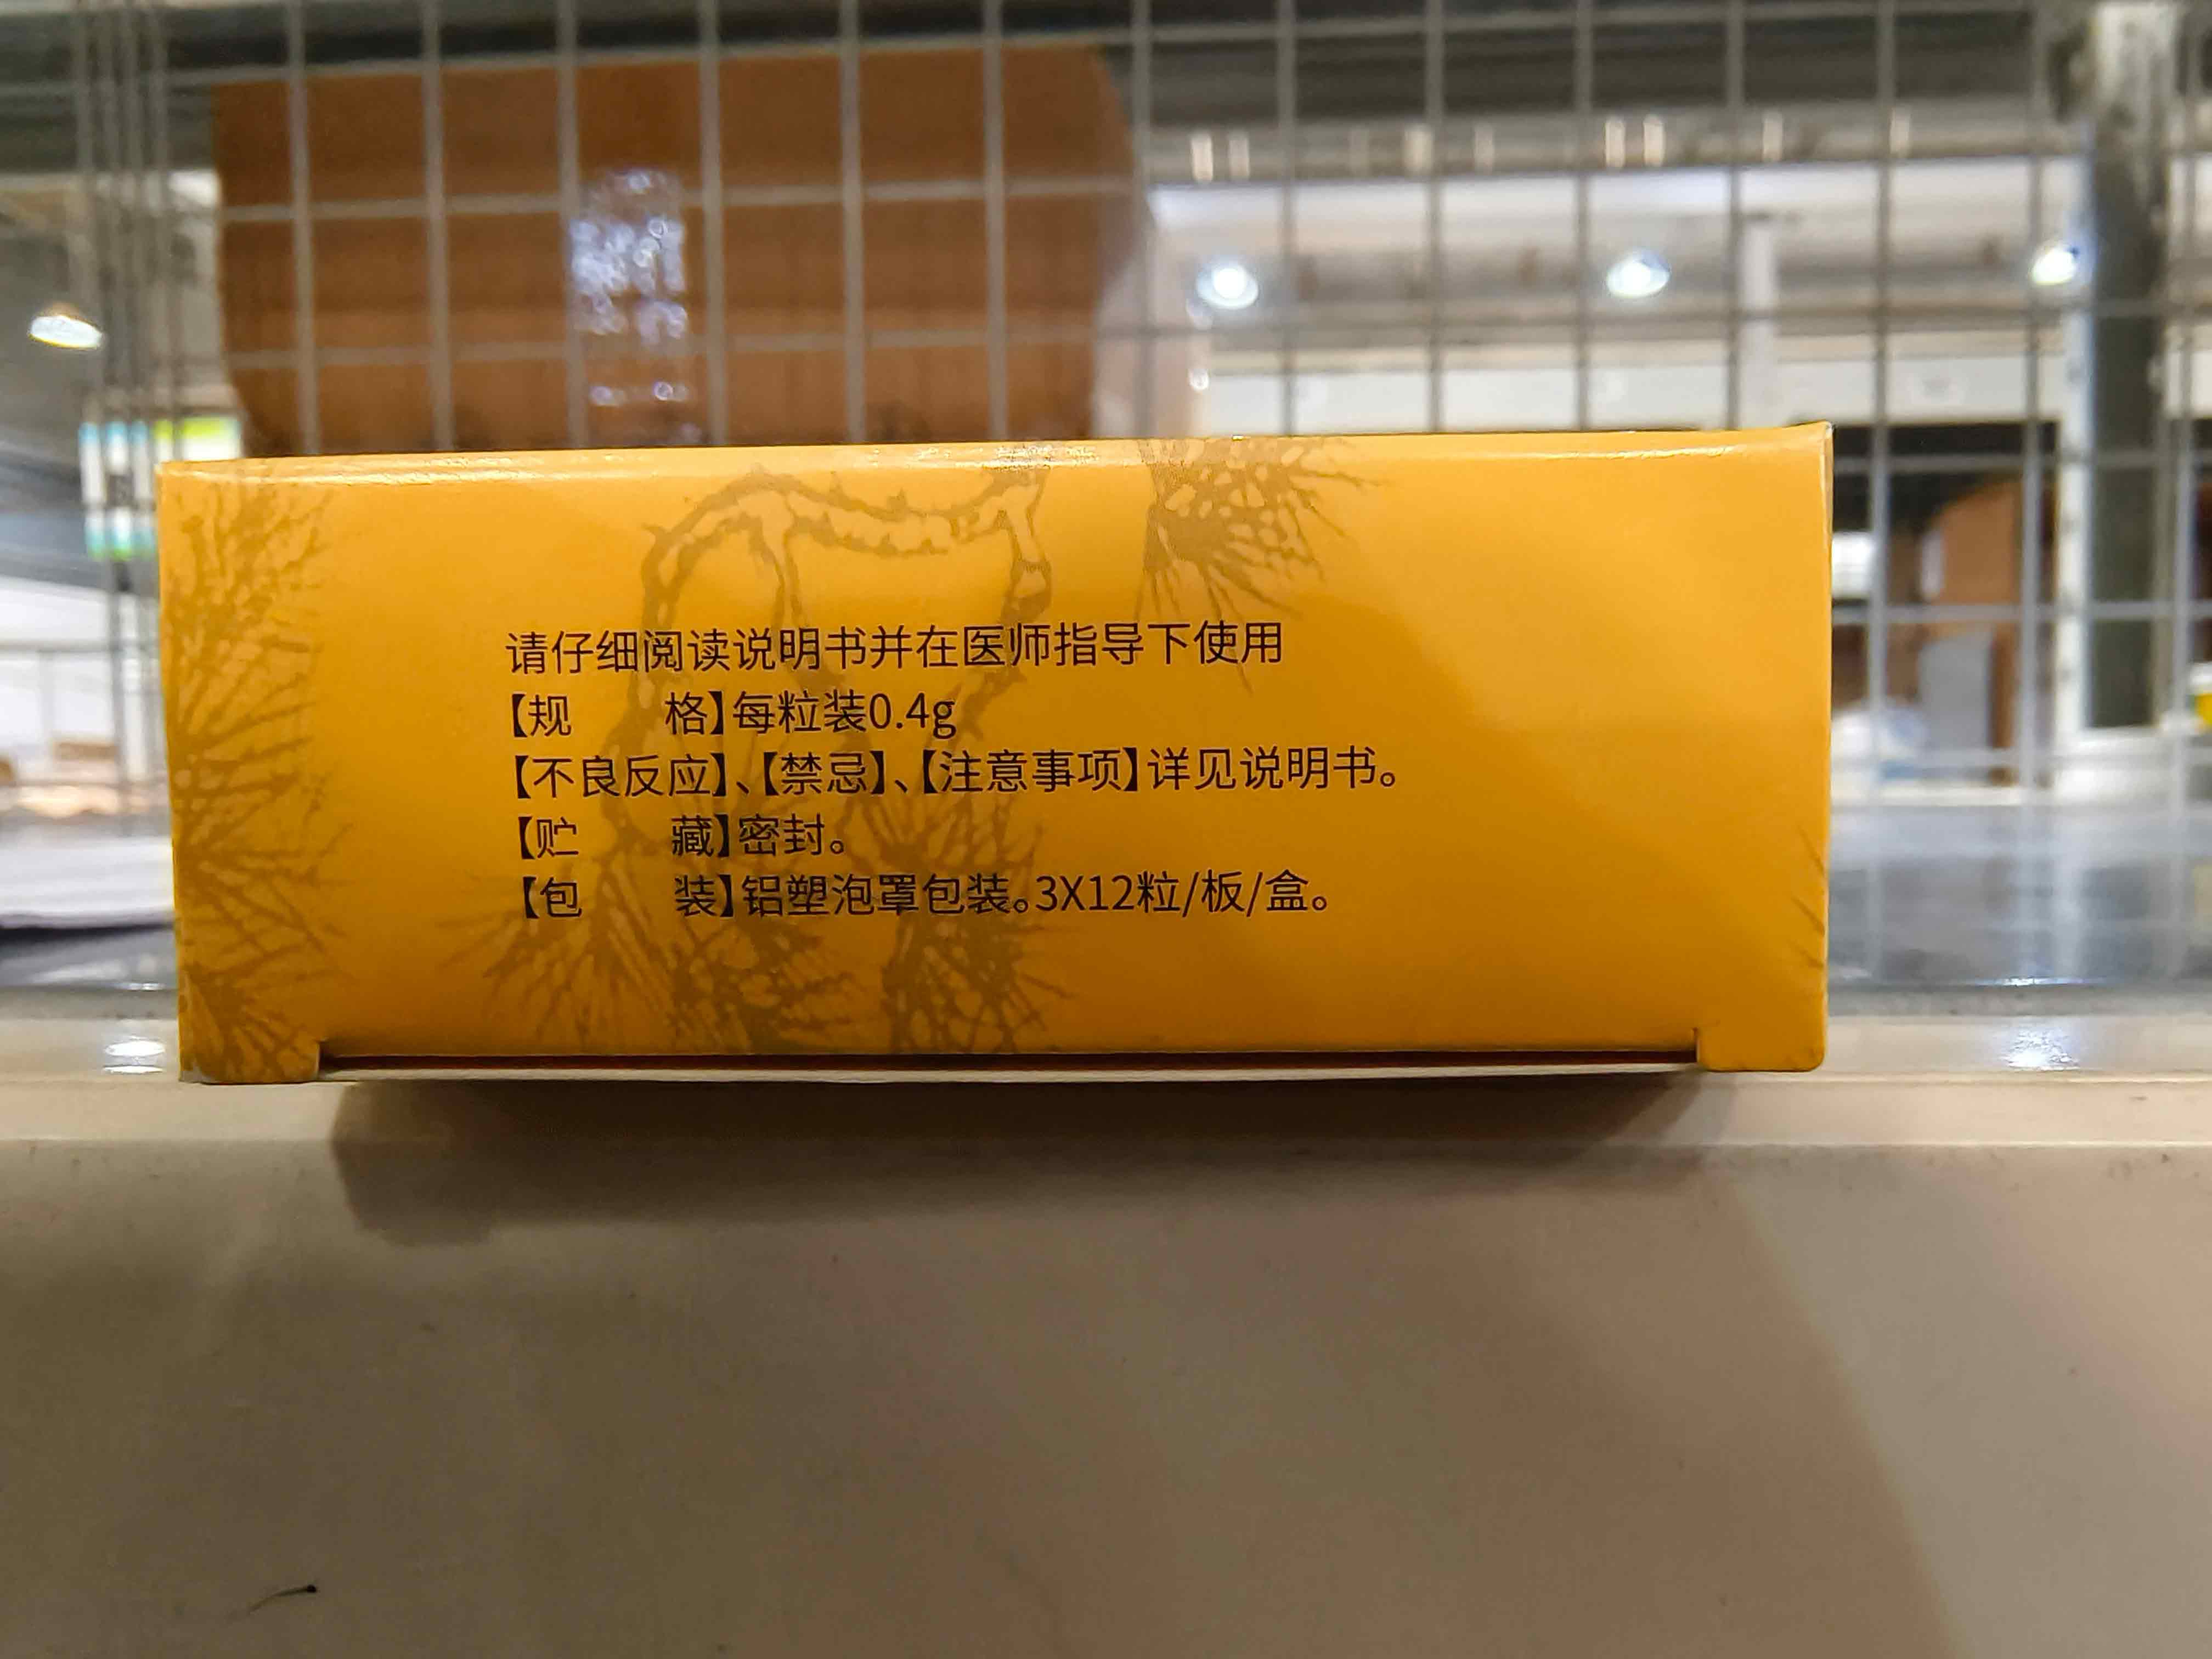 请仔细阅读说明书并在医师指导下使用
【规　　格】每粒装0.4g
【不良反应】、【禁忌】、【注意事项】详见说明书。
【贮　　藏】密封。
【包　　装】铝塑泡罩包装。3X12粒/板/盒。